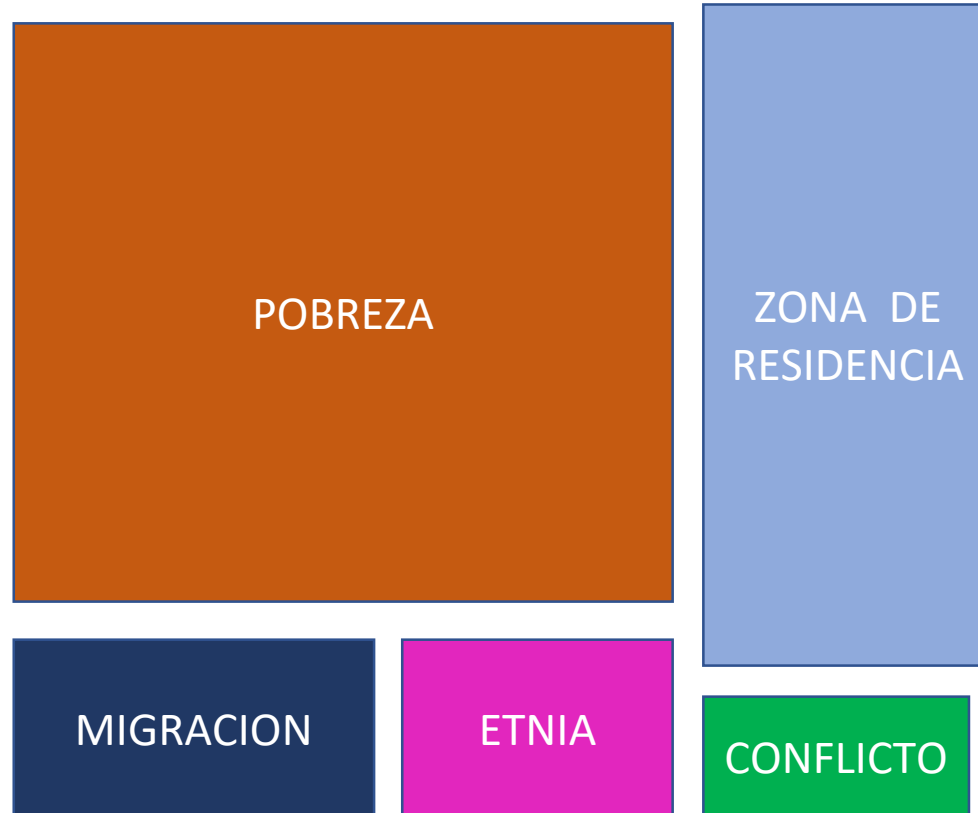 POBREZA
ZONA DE
RESIDENCIA
MIGRACION
ETNIA
CONFLICTO